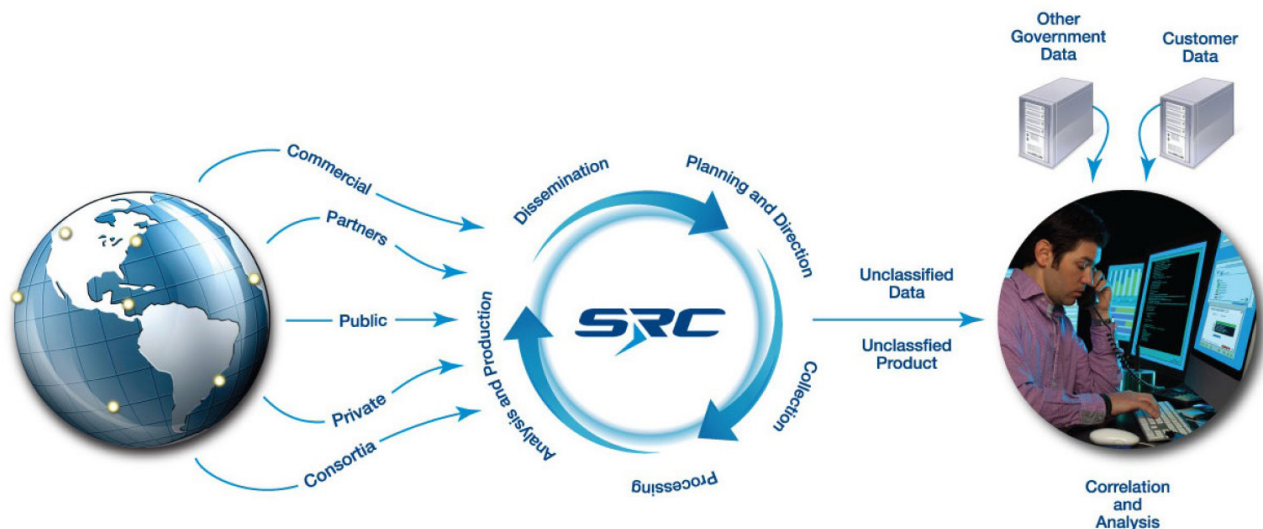 Other
Government
Data
Customer
Data
Commercial
Partners
Public
Private
Consortia
Dissemination
Planning and Direction
Collection
Processing
Analysis and Production
SRC
Unclassified
Data
Unclassfied
Product
Correlation
and
Analysis